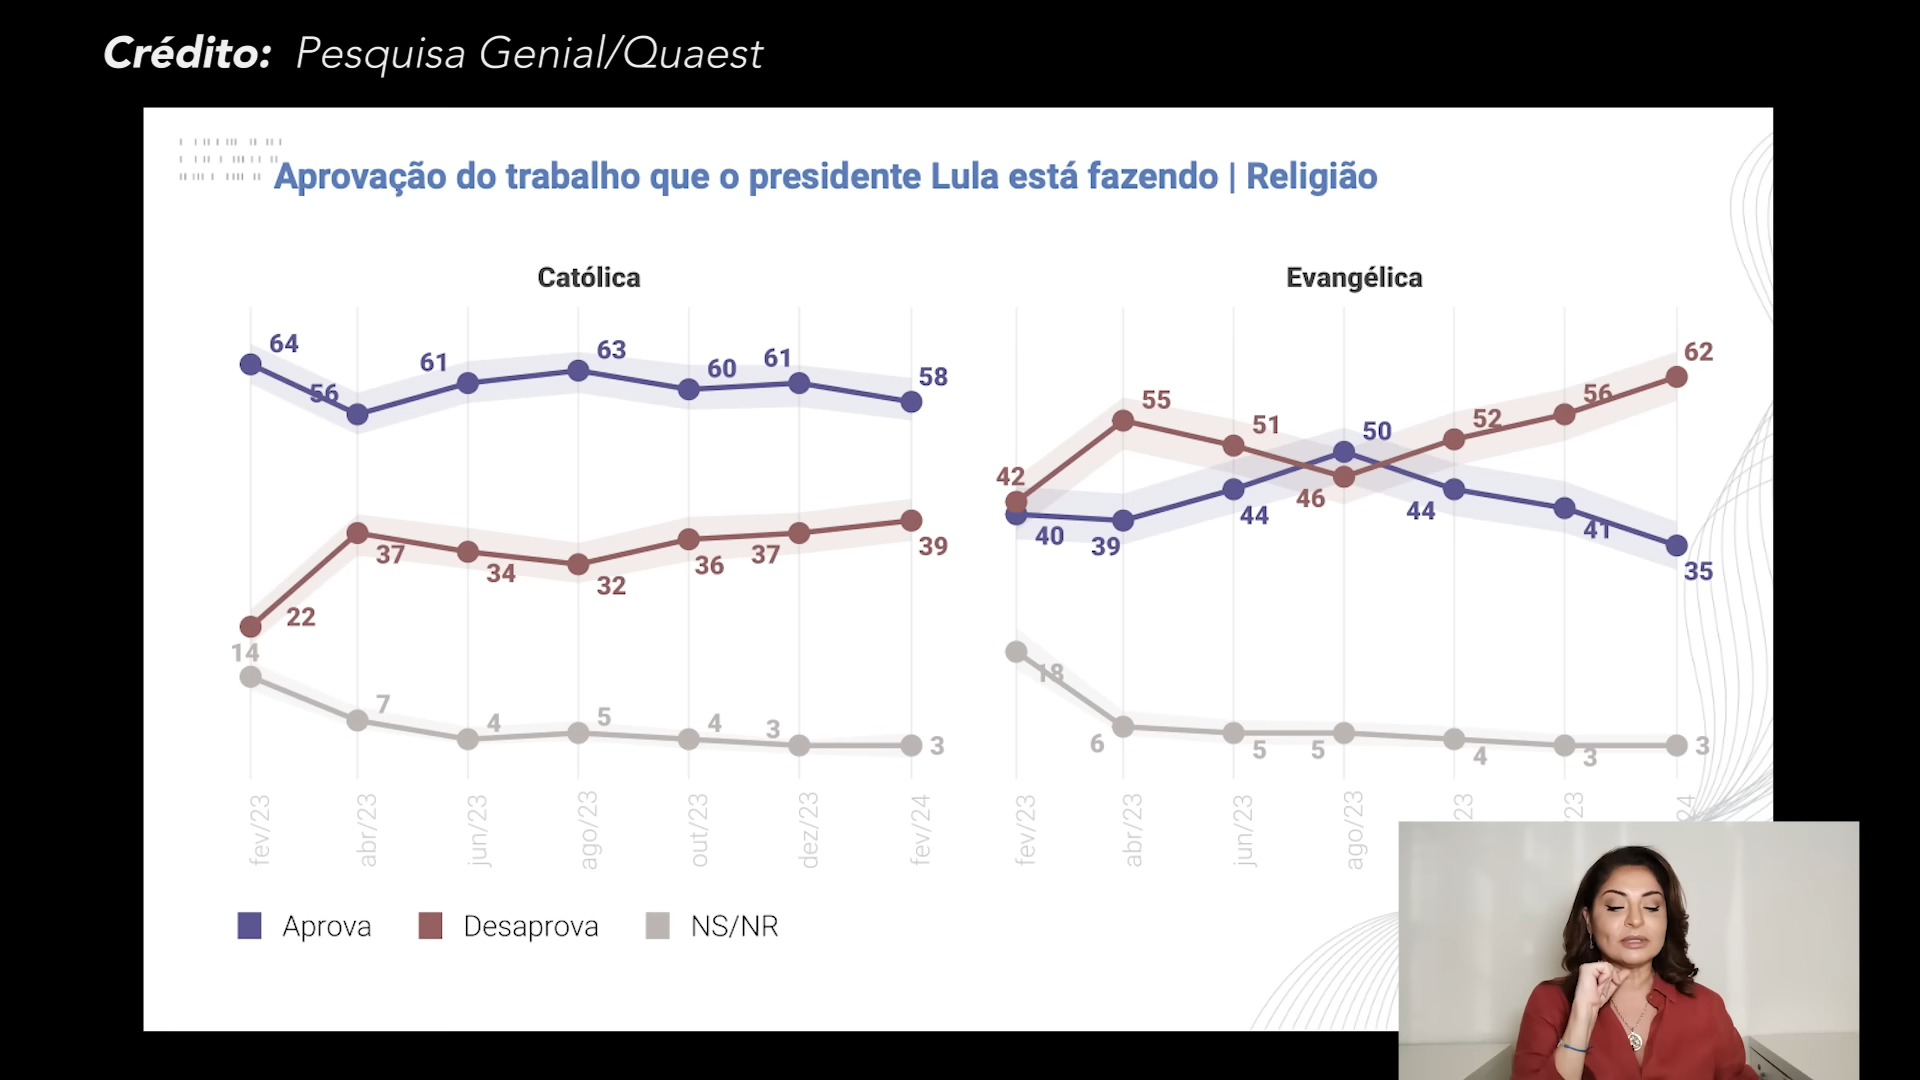 Crédito: Pesquisa Genial/Quaest
Aprovação do trabalho que o presidente Lula está fazendo | Religião
Católica
64
56
61
63
60
61
58
37
34
32
36
37
39
22
14
7
4
5
4
3
3
fev/23
abr/23
jun/23
ago/23
out/23
dez/23
fev/24
Evangélica
62
56
55
52
51
50
42
46
40
39
44
44
41
35
18
6
5
5
4
3
3
fev/23
abr/23
jun/23
ago/23
23
/23
24
Aprova
Desaprova
NS/NR